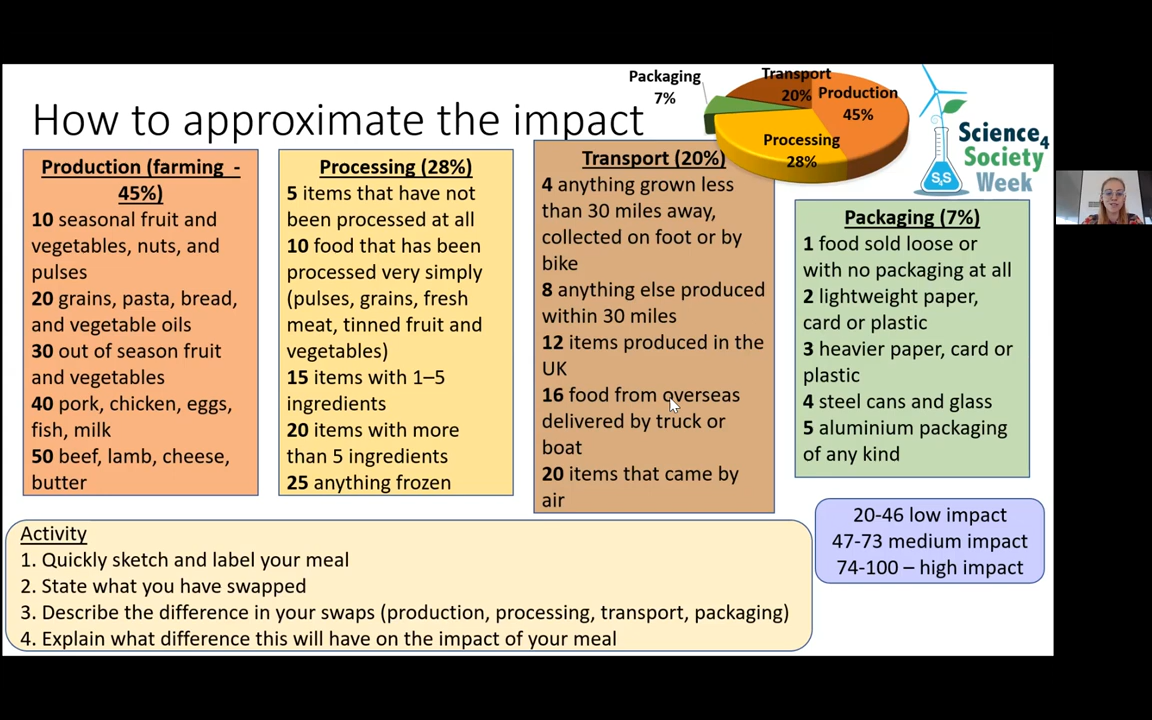 How to approximate the impact
Packaging
7%
Transport
20%
Production
45%
Processing
28%
Science4
Society
Week
S4S
Production (farming -
45%)
10 seasonal fruit and
vegetables, nuts, and
pulses
20 grains, pasta, bread,
and vegetable oils
30 out of season fruit
and vegetables
40 pork, chicken, eggs,
fish, milk
50 beef, lamb, cheese,
butter
Processing (28%)
5 items that have not
been processed at all
10 food that has been
processed very simply
(pulses, grains, fresh
meat, tinned fruit and
vegetables)
15 items with 1–5
ingredients
20 items with more
than 5 ingredients
25 anything frozen
Transport (20%)
4 anything grown less
than 30 miles away,
collected on foot or by
bike
8 anything else produced
within 30 miles
12 items produced in the
UK
16 food from overseas
delivered by truck or
boat
20 items that came by
air
Packaging (7%)
1 food sold loose or
with no packaging at all
2 lightweight paper,
card or plastic
3 heavier paper, card or
plastic
4 steel cans and glass
5 aluminium packaging
of any kind
20-46 low impact
47-73 medium impact
74-100 – high impact
Activity
1. Quickly sketch and label your meal
2. State what you have swapped
3. Describe the difference in your swaps (production, processing, transport, packaging)
4. Explain what difference this will have on the impact of your meal